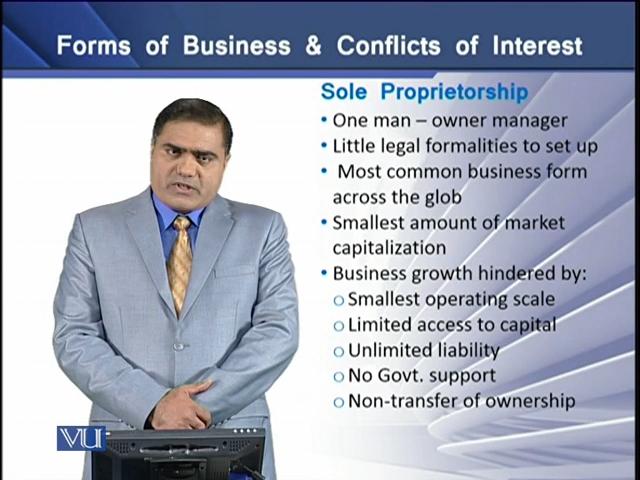 Forms of Business & Conflicts of Interest
Sole Proprietorship
• One man – owner manager
• Little legal formalities to set up
• Most common business form
across the glob
• Smallest amount of market
capitalization
• Business growth hindered by:
o Smallest operating scale
o Limited access to capital
o Unlimited liability
o No Govt. support
o Non-transfer of ownership
VU